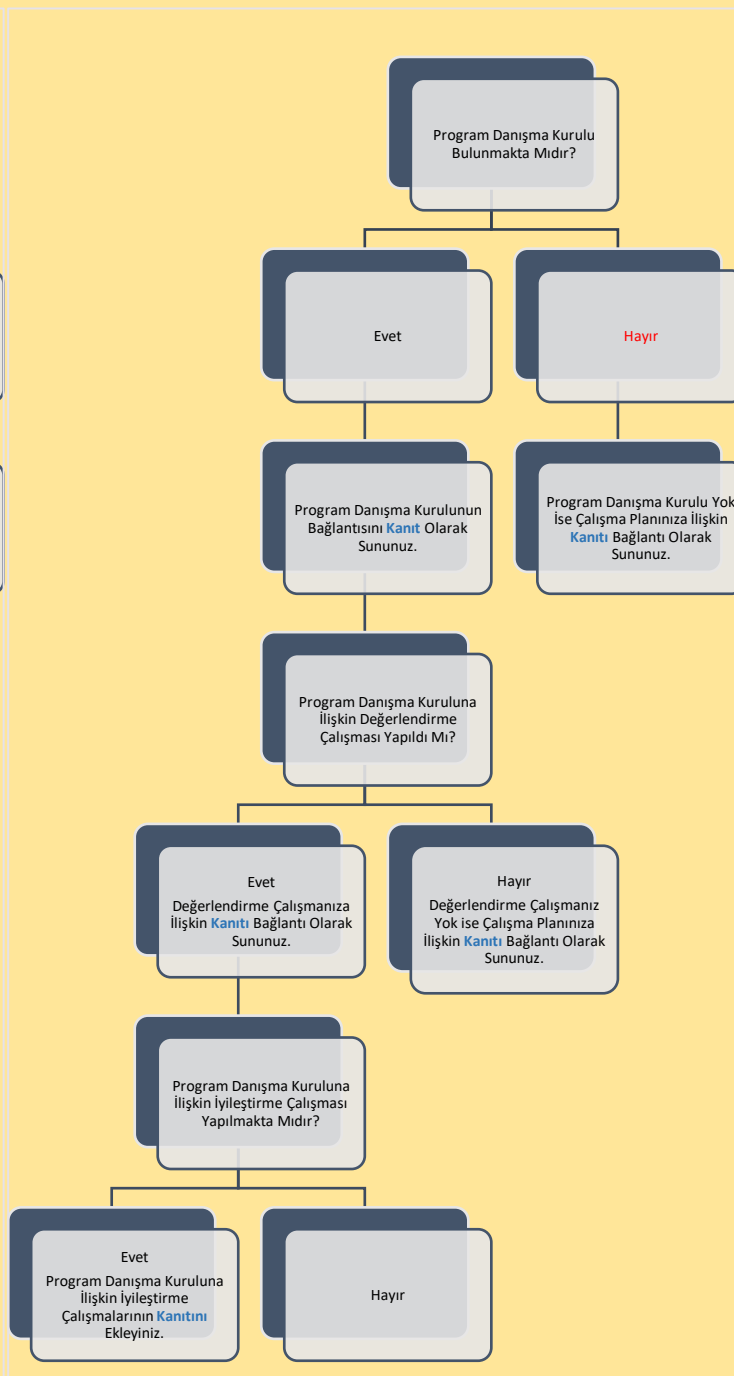 Program Danışma Kurulu
Bulunmakta Mıdır?
Evet
Hayır
Program Danışma Kurulunun
Bağlantısını Kanıt Olarak
Sununuz.
Program Danışma Kurulu Yok
İse Çalışma Planınıza İlişkin
Kanıtı Bağlantı Olarak
Sununuz.
Program Danışma Kuruluna
İlişkin Değerlendirme
Çalışması Yapıldı Mı?
Evet
Değerlendirme Çalışmanıza
İlişkin Kanıtı Bağlantı Olarak
Sununuz.
Hayır
Değerlendirme Çalışmanız
Yok ise Çalışma Planınıza
İlişkin Kanıtı Bağlantı Olarak
Sununuz.
Program Danışma Kuruluna
İlişkin İyileştirme Çalışması
Yapılmakta Mıdır?
Evet
Program Danışma Kuruluna
İlişkin İyileştirme
Çalışmalarının Kanıtını
Ekleyiniz.
Hayır